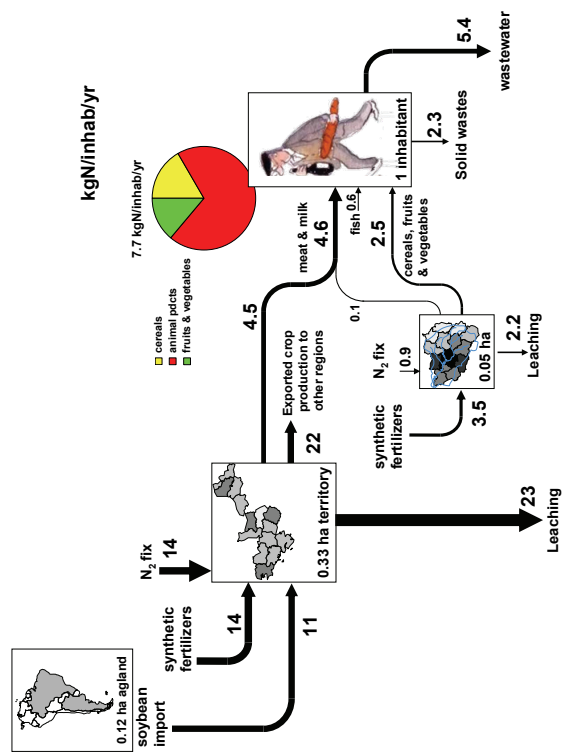 kgN/inhab/yr
7.7 kgN/inhab/yr
cereals
animal pdcts
fruits & vegetables
0.12 ha agland
soybean
import
11
synthetic
fertilizers
14
N2 fix
14
0.33 ha territory
23
Leaching
22
Exported crop
production to
other regions
4.5
meat & milk
4.6
fish 0.6
2.5
cereals, fruits
& vegetables
0.1
synthetic
fertilizers
3.5
N2 fix
0.9
0.05 ha
2.2
Leaching
1 inhabitant
2.3
Solid wastes
5.4
wastewater